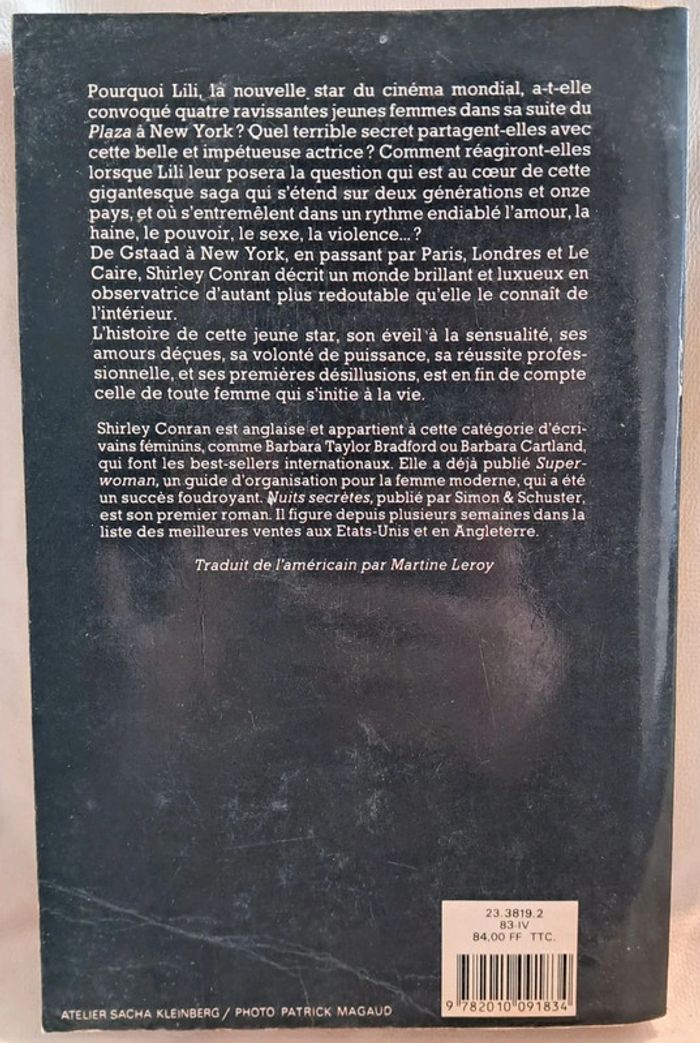 Pourquoi Lili, la nouvelle star du cinéma mondial, a-t-elle
convoqué quatre ravissantes jeunes femmes dans sa suite du
Plaza à New York ? Quel terrible secret partagent-elles avec
cette belle et impétueuse actrice ? Comment réagiront-elles
lorsque Lili leur posera la question qui est au cœur de cette
gigantesque saga qui s'étend sur deux générations et onze
pays, et où s'entremêlent dans un rythme endiablé l'amour, la
haine, le pouvoir, le sexe, la violence... ?
De Gstaad à New York, en passant par Paris, Londres et Le
Caire, Shirley Conran décrit un monde brillant et luxueux en
observatrice d'autant plus redoutable qu'elle le connaît de
l'intérieur.
L'histoire de cette jeune star, son éveil à la sensualité, ses
amours déçues, sa volonté de puissance, sa réussite profes-
sionnelle, et ses premières désillusions, est en fin de compte
celle de toute femme qui s'initie à la vie.
Shirley Conran est anglaise et appartient à cette catégorie d'écri-
vains féminins, comme Barbara Taylor Bradford ou Barbara Cartland,
qui font les best-sellers internationaux. Elle a déjà publié Super-
woman, un guide d'organisation pour la femme moderne, qui a été
un succès foudroyant. Nuits secrètes, publié par Simon & Schuster,
est son premier roman. Il figure depuis plusieurs semaines dans la
liste des meilleures ventes aux Etats-Unis et en Angleterre.
Traduit de l'américain par Martine Leroy
23.3819.2
83-IV
84,00 FF TTC.
9 782010 091834
ATELIER SACHA KLEINBERG / PHOTO PATRICK MAGAUD